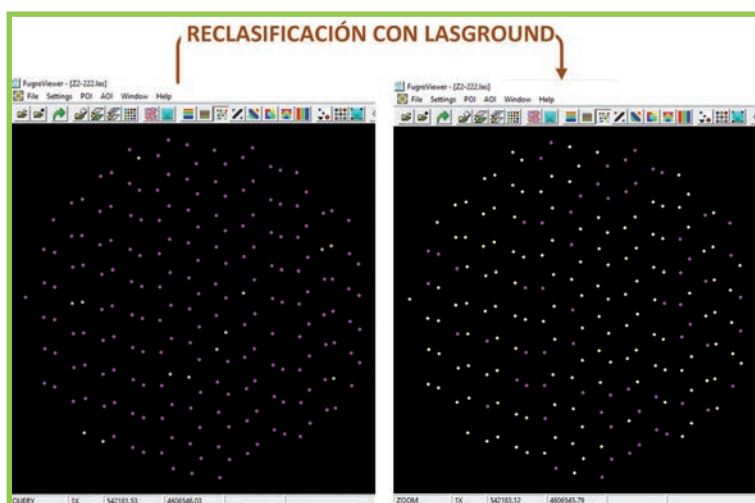 RECLASIFICACIÓN CON LASGROUND
FugroViewer - [Z2-222.las]
File Settings POI AOI Window Help
QUERY 1X 542181.53 4606546.03
FugroViewer - [Z2-222.las]
File Settings POI AOI Window Help
ZOOM 1X 542183.12 4606545.79